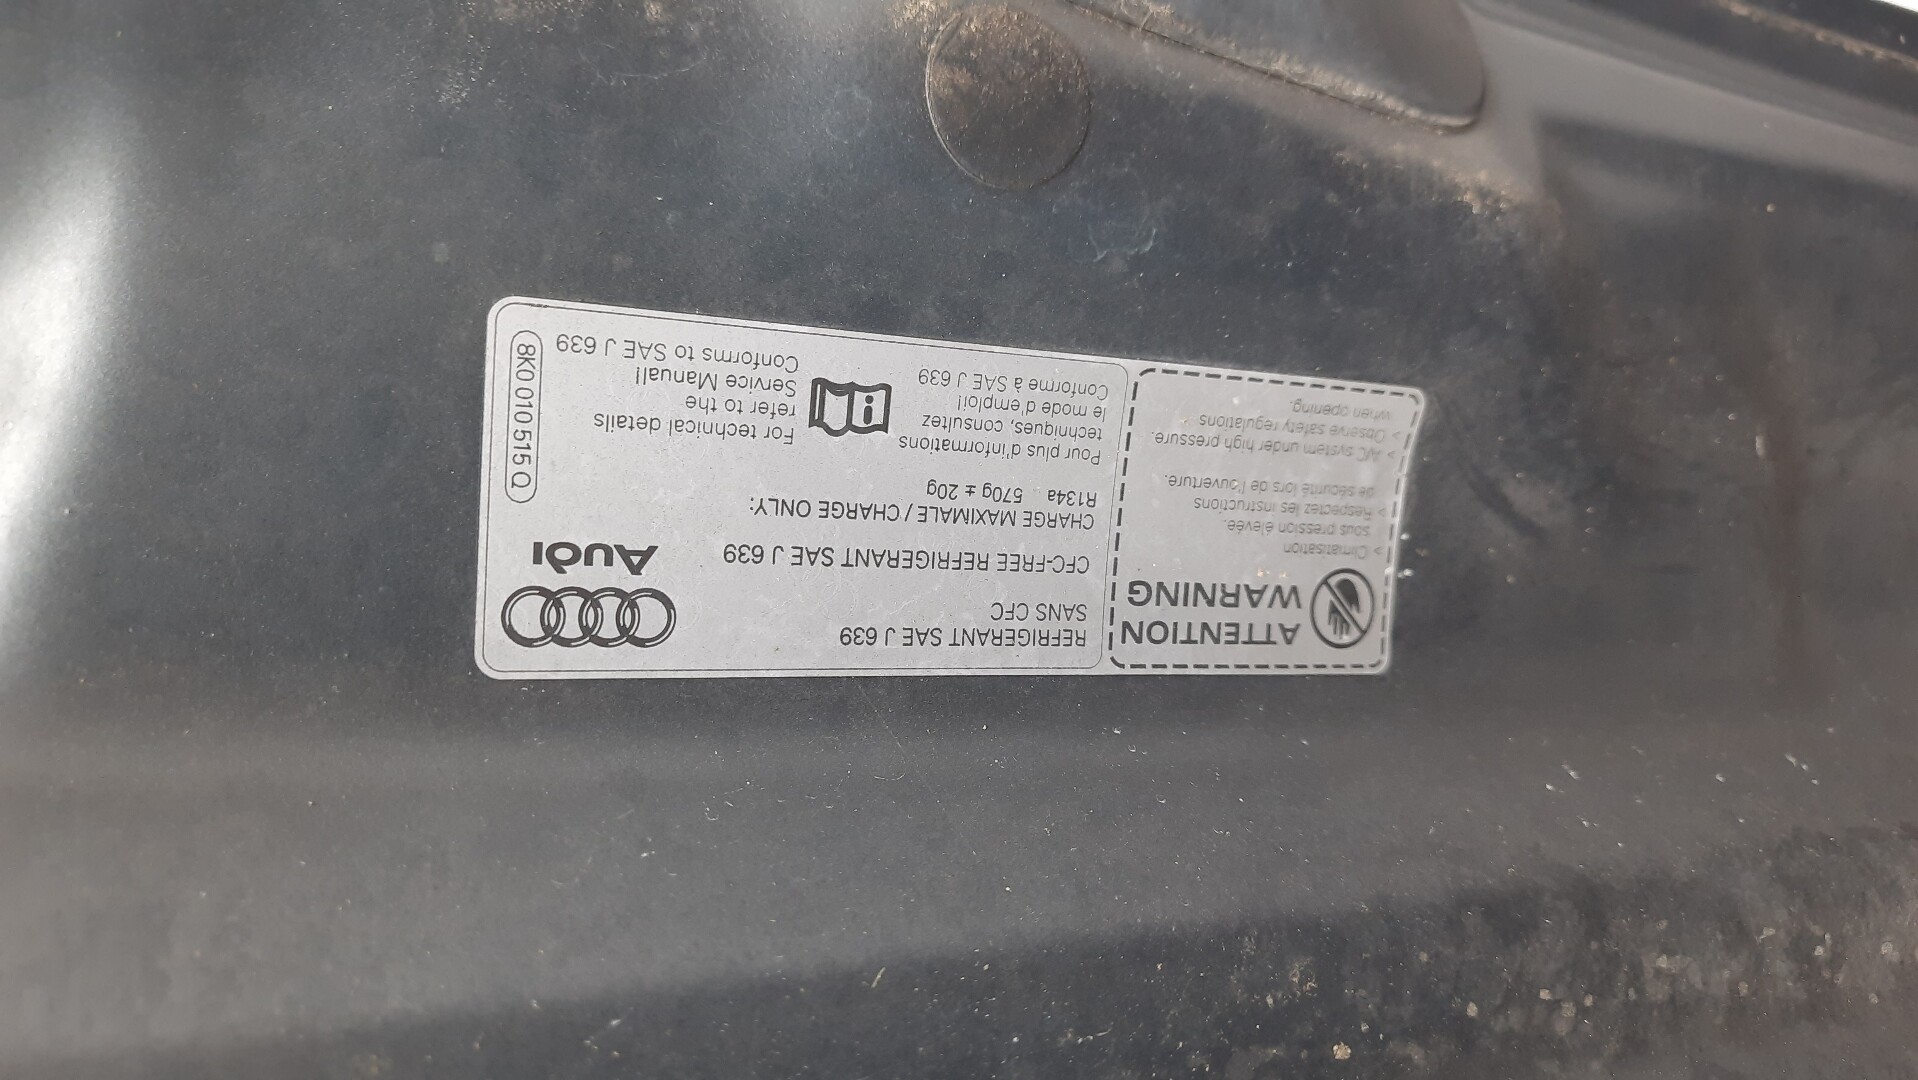 ATTENTION
WARNING
> Climatisation
sous pression élevée.
> Respectez les instructions
de sécurité lors de l'ouverture.
> A/C system under high pressure.
> Observe safety regulations
when opening.
REFRIGERANT SAE J 639
SANS CFC
CFC-FREE REFRIGERANT SAE J 639
CHARGE MAXIMALE / CHARGE ONLY:
R134a 570g ± 20g
Pour plus d'informations
techniques, consultez
le mode d'emploi!
Conforme à SAE J 639
Audi
For technical details
refer to the
Service Manual!
Conforms to SAE J 639
8K0 010 515 Q